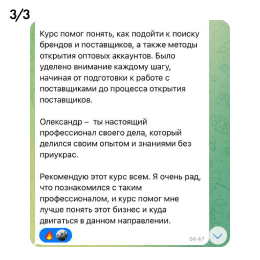 3/3
Курс помог понять, как подойти к поиску
брендов и поставщиков, а также методы
открытия оптовых аккаунтов. Было
уделено внимание каждому шагу,
начиная от подготовки к работе с
поставщиками до процесса открытия
поставщиков.
Олександр – ты настоящий
профессионал своего дела, который
делился своим опытом и знаниями без
приукрас.
Рекомендую этот курс всем. Я очень рад,
что познакомился с таким
профессионалом, и курс помог мне
лучше понять этот бизнес и куда
двигаться в данном направлении.
04:47